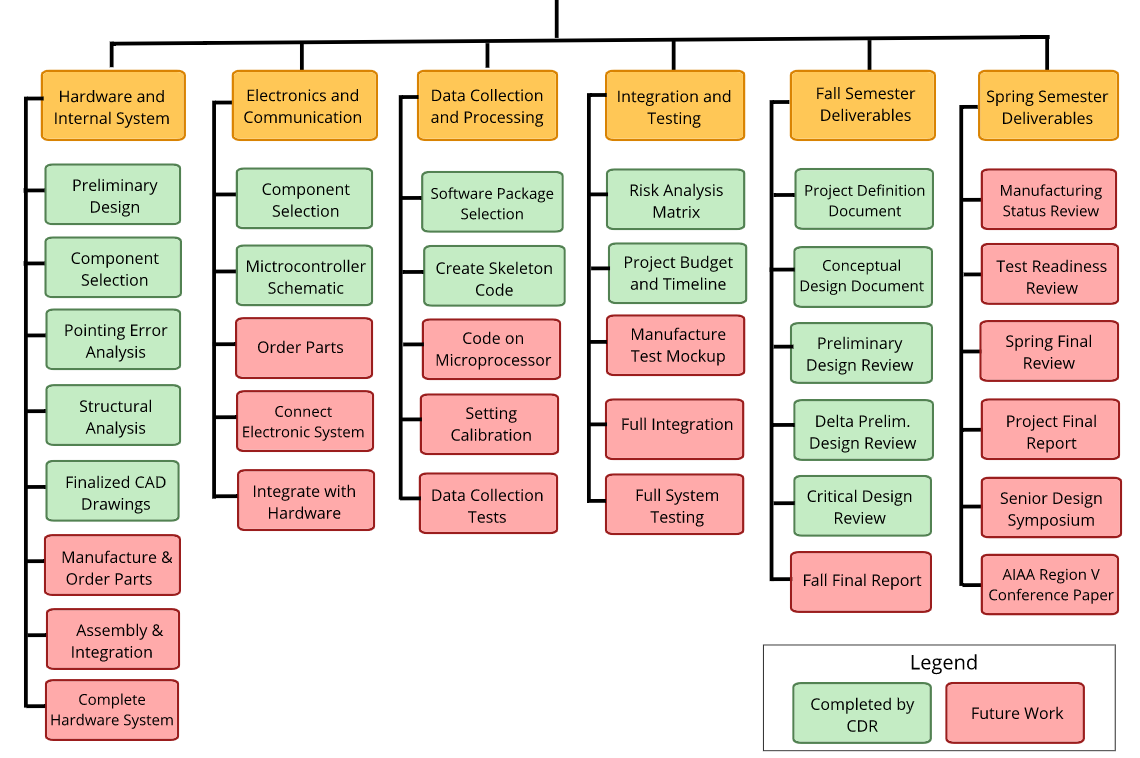 Hardware and
Internal System
Preliminary
Design
Component
Selection
Pointing Error
Analysis
Structural
Analysis
Finalized CAD
Drawings
Manufacture &
Order Parts
Assembly &
Integration
Complete
Hardware System
Electronics and
Communication
Component
Selection
Mictrocontroller
Schematic
Order Parts
Connect
Electronic System
Integrate with
Hardware
Data Collection
and Processing
Software Package
Selection
Create Skeleton
Code
Code on
Microprocessor
Setting
Calibration
Data Collection
Tests
Integration and
Testing
Risk Analysis
Matrix
Project Budget
and Timeline
Manufacture
Test Mockup
Full Integration
Full System
Testing
Fall Semester
Deliverables
Project Definition
Document
Conceptual
Design Document
Preliminary
Design Review
Delta Prelim.
Design Review
Critical Design
Review
Fall Final Report
Spring Semester
Deliverables
Manufacturing
Status Review
Test Readiness
Review
Spring Final
Review
Project Final
Report
Senior Design
Symposium
AIAA Region V
Conference Paper
Legend
Completed by
CDR
Future Work